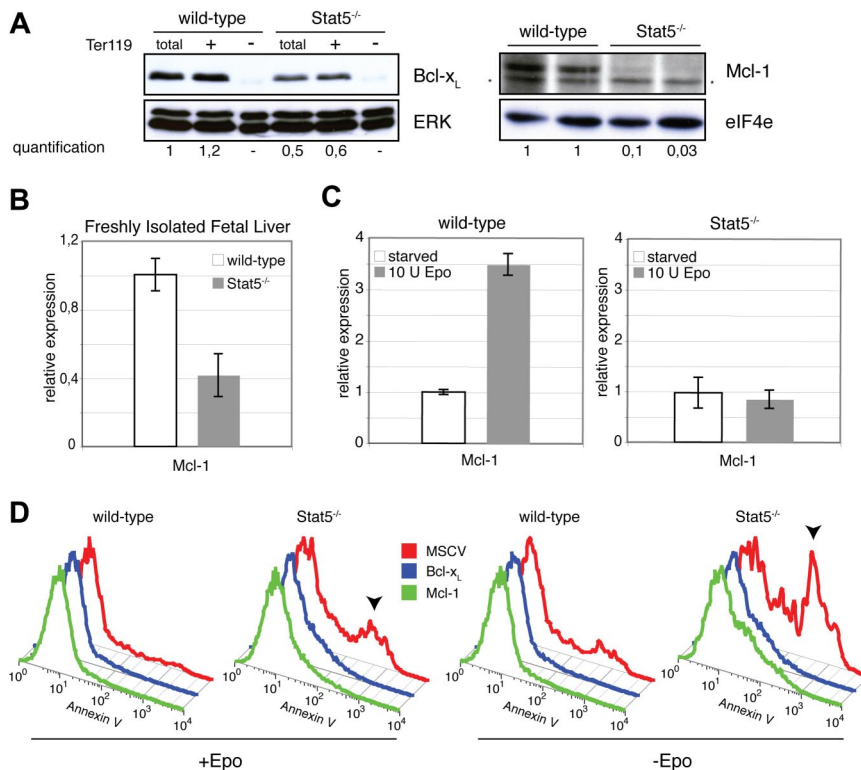 A
wild-type Stat5-/-
Ter119 total + - total + -
Bcl-xL
ERK
quantification 1 1,2 - 0,5 0,6 -
wild-type Stat5-/-
* * Mcl-1
eIF4e
1 1 0,1 0,03
B
Freshly Isolated Fetal Liver
relative expression
1,2
0,8
0,4
0
wild-type
Stat5-/-
Mcl-1
C
wild-type
relative expression
4
3
2
1
0
starved
10 U Epo
Mcl-1
Stat5-/-
relative expression
4
3
2
1
0
starved
10 U Epo
Mcl-1
D
wild-type Stat5-/- wild-type Stat5-/-
MSCV
Bcl-xL
Mcl-1
10^0 10^1 10^2 10^3 10^4
Annexin V
10^0 10^1 10^2 10^3 10^4
Annexin V
10^0 10^1 10^2 10^3 10^4
Annexin V
10^0 10^1 10^2 10^3 10^4
Annexin V
+Epo -Epo